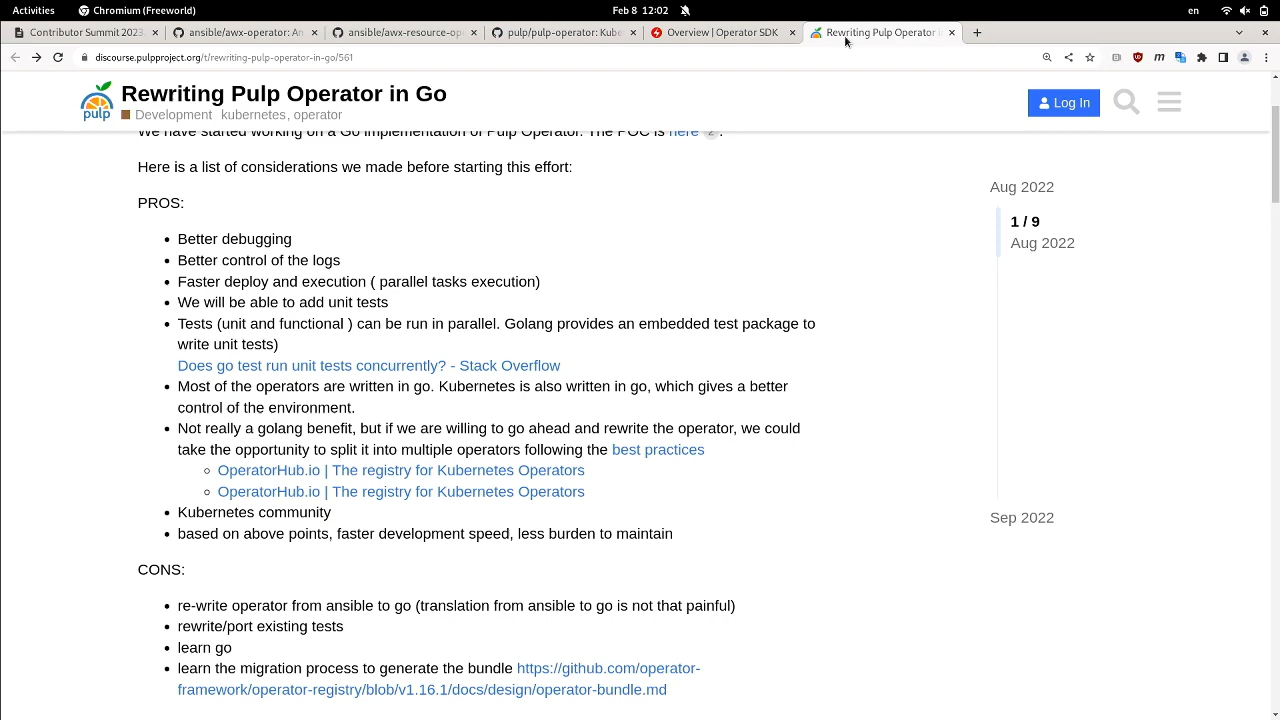 Activities
Chromium (Freeworld)
Feb 8 12:02
en
Contributor Summit 2023
ansible/awx-operator: An
ansible/awx-resource-op
pulp/pulp-operator: Kube
Overview | Operator SDK
Rewriting Pulp Operator i
discourse.pulpproject.org/t/rewriting-pulp-operator-in-go/561
pulp
Rewriting Pulp Operator in Go
Development kubernetes, operator
Log In
We have started working on a Go implementation of Pulp Operator. The POC is here 2.
Here is a list of considerations we made before starting this effort:
PROS:
• Better debugging
• Better control of the logs
• Faster deploy and execution ( parallel tasks execution)
• We will be able to add unit tests
• Tests (unit and functional ) can be run in parallel. Golang provides an embedded test package to
write unit tests)
Does go test run unit tests concurrently? - Stack Overflow
• Most of the operators are written in go. Kubernetes is also written in go, which gives a better
control of the environment.
• Not really a golang benefit, but if we are willing to go ahead and rewrite the operator, we could
take the opportunity to split it into multiple operators following the best practices
◦ OperatorHub.io | The registry for Kubernetes Operators
◦ OperatorHub.io | The registry for Kubernetes Operators
• Kubernetes community
• based on above points, faster development speed, less burden to maintain
CONS:
• re-write operator from ansible to go (translation from ansible to go is not that painful)
• rewrite/port existing tests
• learn go
• learn the migration process to generate the bundle https://github.com/operator-
framework/operator-registry/blob/v1.16.1/docs/design/operator-bundle.md
Aug 2022
1 / 9
Aug 2022
Sep 2022